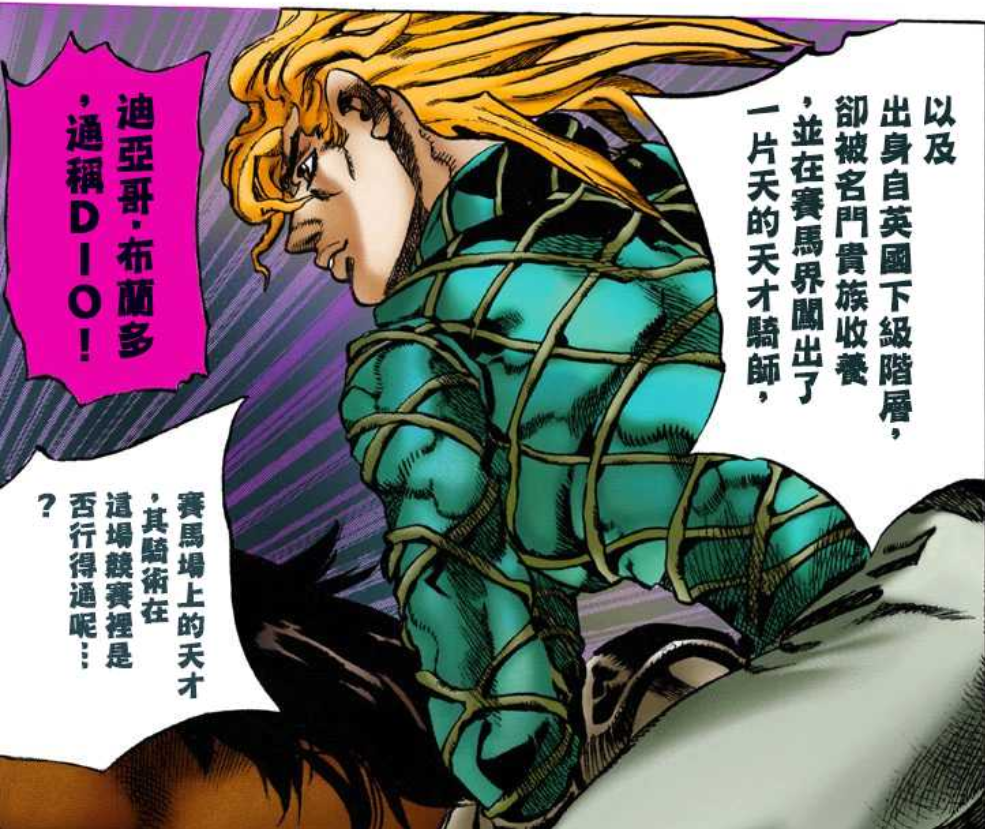 以及
出身自英國下級階層，
卻被名門貴族收養
，並在賽馬界闖出了
一片天的天才騎師，
迪亞哥·布蘭多
，通稱DIO！
賽馬場上的天才
，其騎術在
這場競賽裡是
否行得通呢…
？